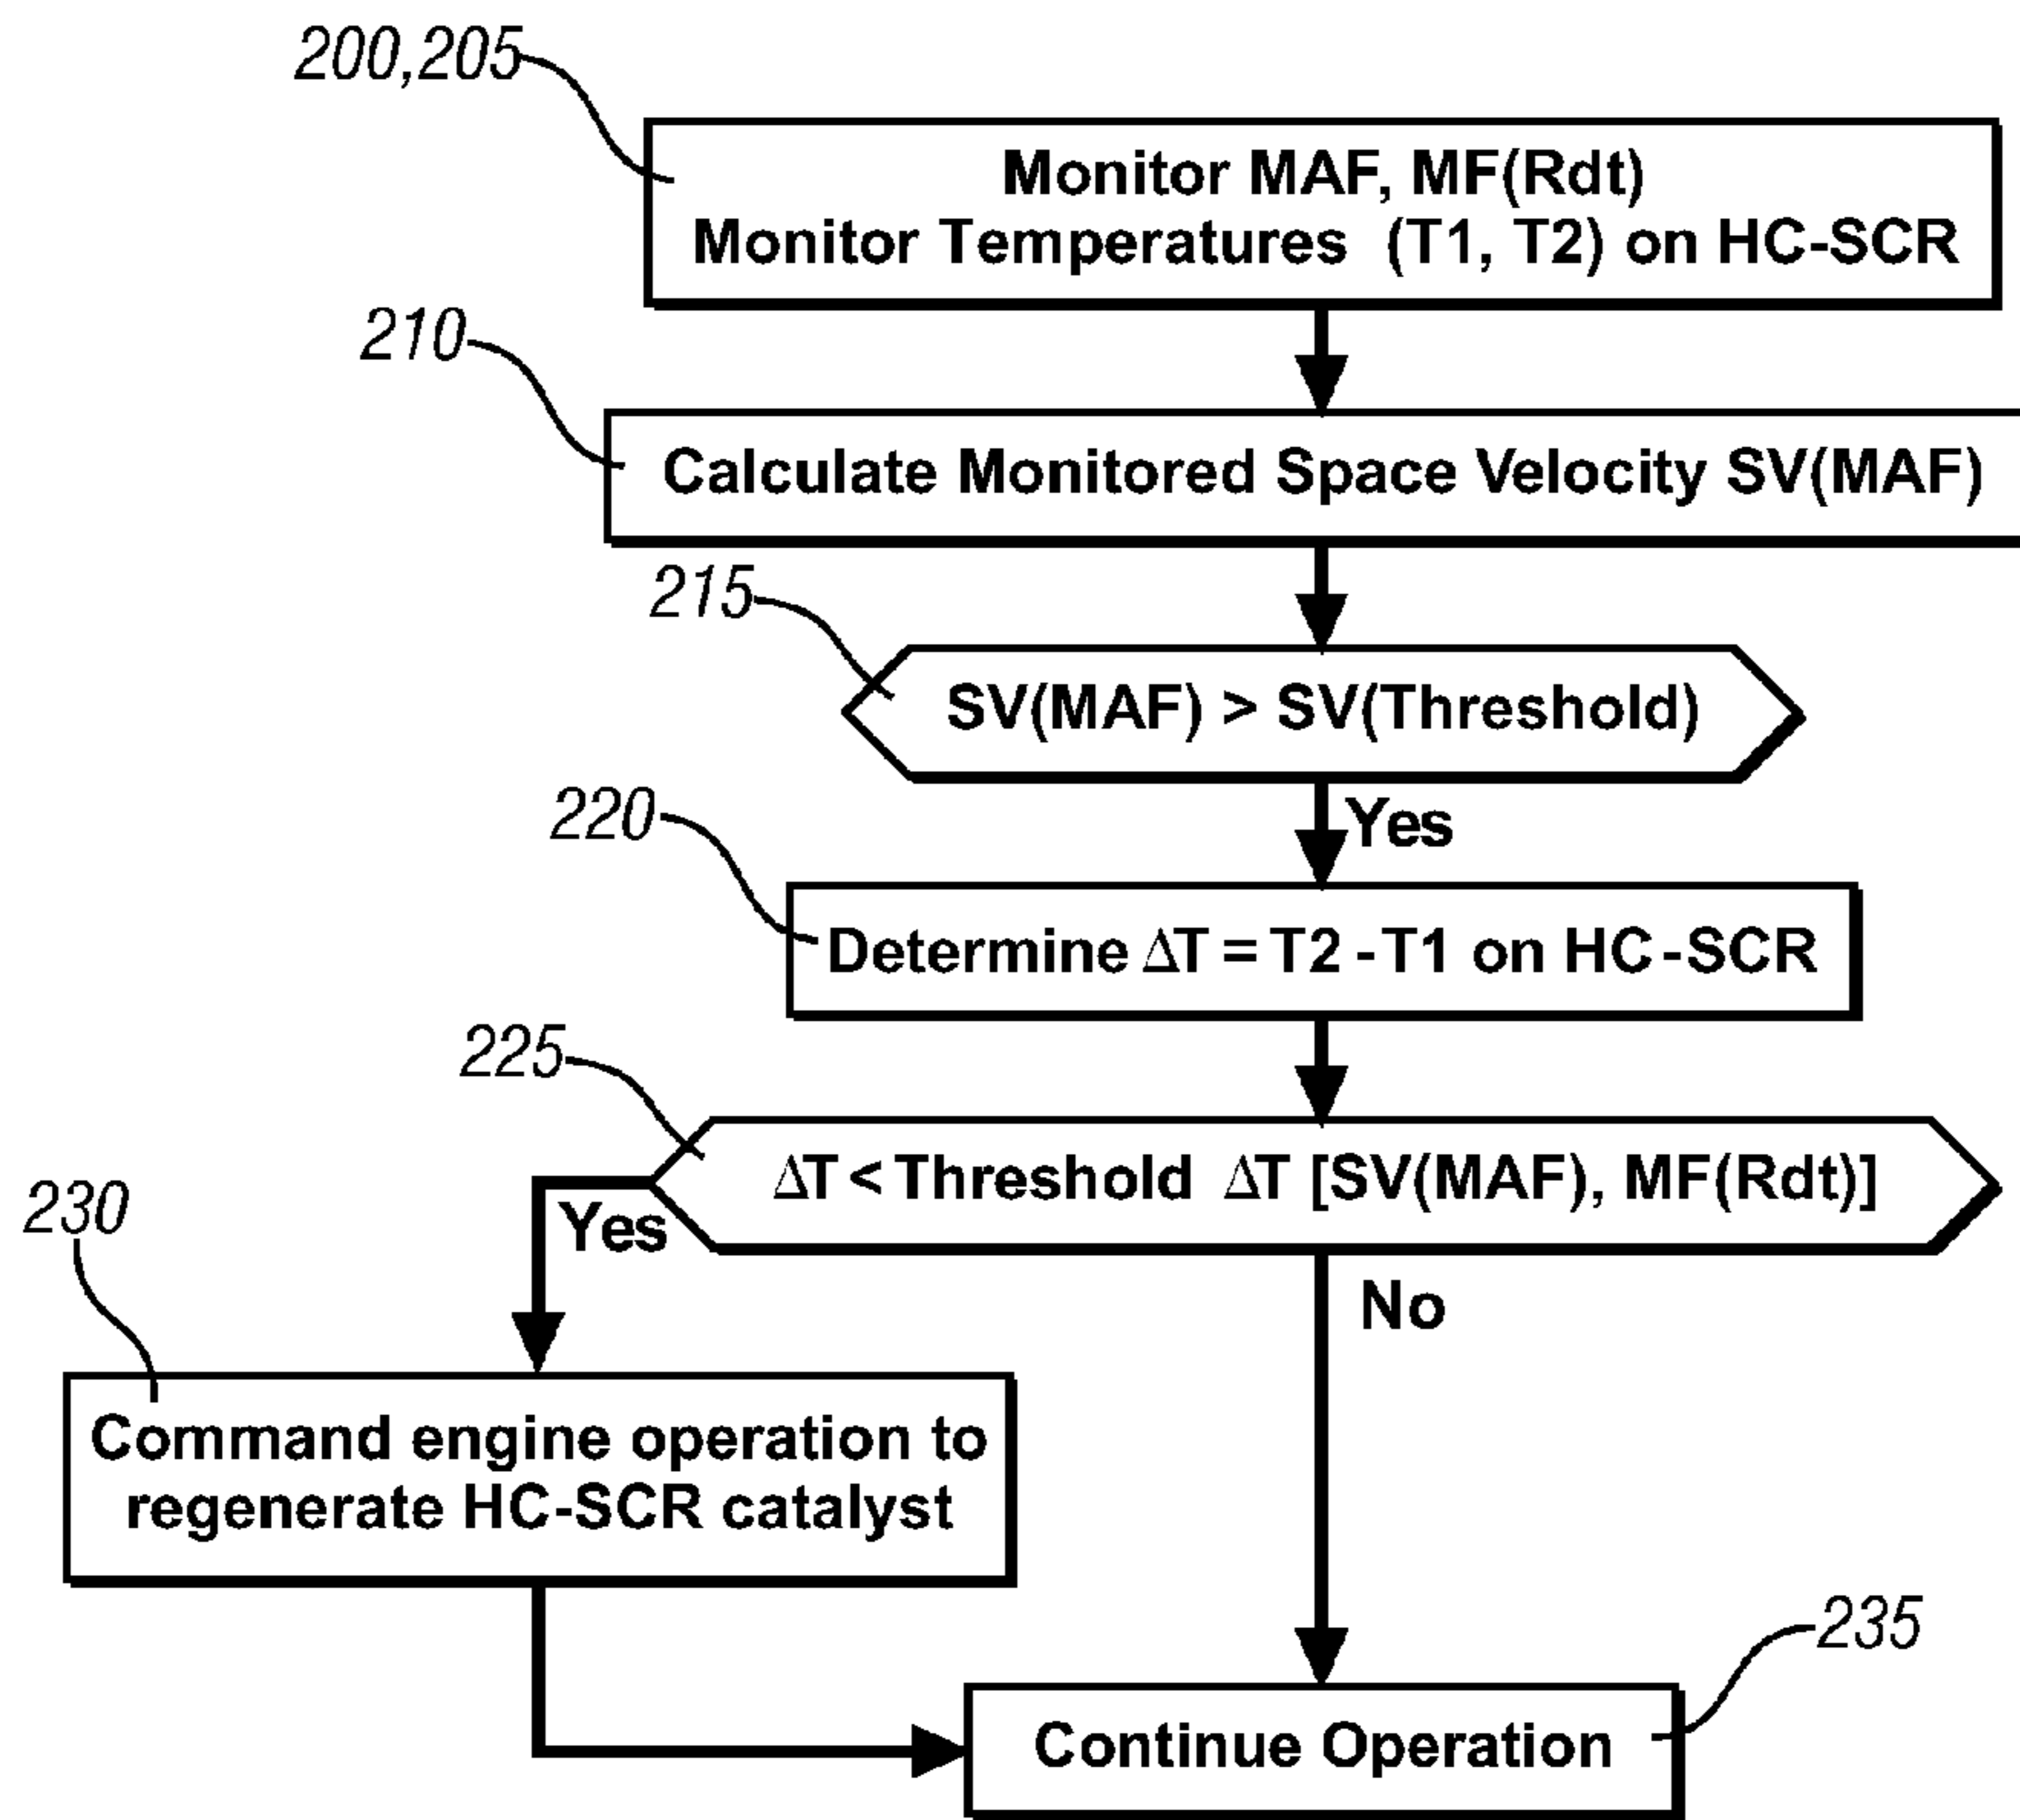 200,205
Monitor MAF, MF(Rdt)
Monitor Temperatures (T1, T2) on HC-SCR
210
Calculate Monitored Space Velocity SV(MAF)
215
SV(MAF) > SV(Threshold)
Yes
220
Determine ΔT = T2 - T1 on HC-SCR
225
ΔT < Threshold ΔT [SV(MAF), MF(Rdt)]
Yes
No
230
Command engine operation to
regenerate HC-SCR catalyst
235
Continue Operation